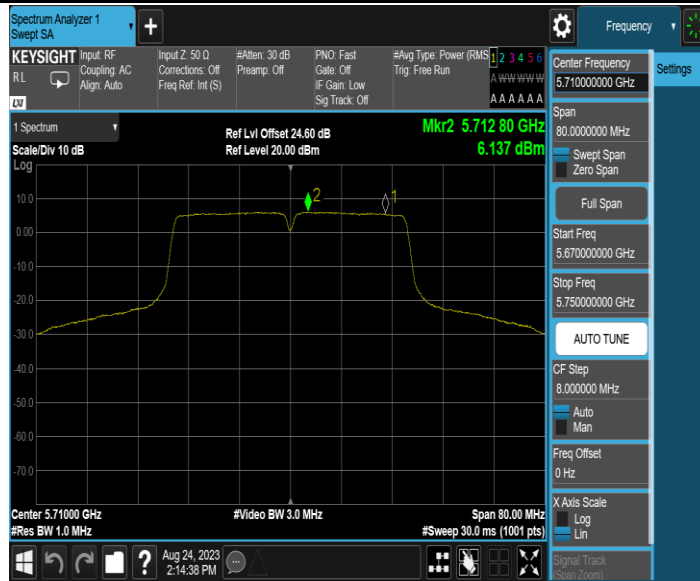 Spectrum Analyzer 1
Swept SA
Frequency
KEYSIGHT
RL
LXI
Input: RF
Coupling: AC
Align: Auto
Input Z: 50 Ω
Corrections: Off
Freq Ref: Int (S)
#Atten: 30 dB
Preamp: Off
PNO: Fast
Gate: Off
IF Gain: Low
Sig Track: Off
#Avg Type: Power (RMS
Trig: Free Run
1 2 3 4 5 6
A W W W W W
A A A A A A
1 Spectrum
Scale/Div 10 dB
Log
Ref Lvl Offset 24.60 dB
Ref Level 20.00 dBm
Mkr2 5.712 80 GHz
6.137 dBm
10.0
0.00
-10.0
-20.0
-30.0
-40.0
-50.0
-60.0
-70.0
2
1
Center 5.71000 GHz
#Res BW 1.0 MHz
#Video BW 3.0 MHz
Span 80.00 MHz
#Sweep 30.0 ms (1001 pts)
Aug 24, 2023
2:14:38 PM
?
Settings
Center Frequency
5.710000000 GHz
Span
80.0000000 MHz
Swept Span
Zero Span
Full Span
Start Freq
5.670000000 GHz
Stop Freq
5.750000000 GHz
AUTO TUNE
CF Step
8.000000 MHz
Auto
Man
Freq Offset
0 Hz
X Axis Scale
Log
Lin
Signal Track
(Span Zoom)